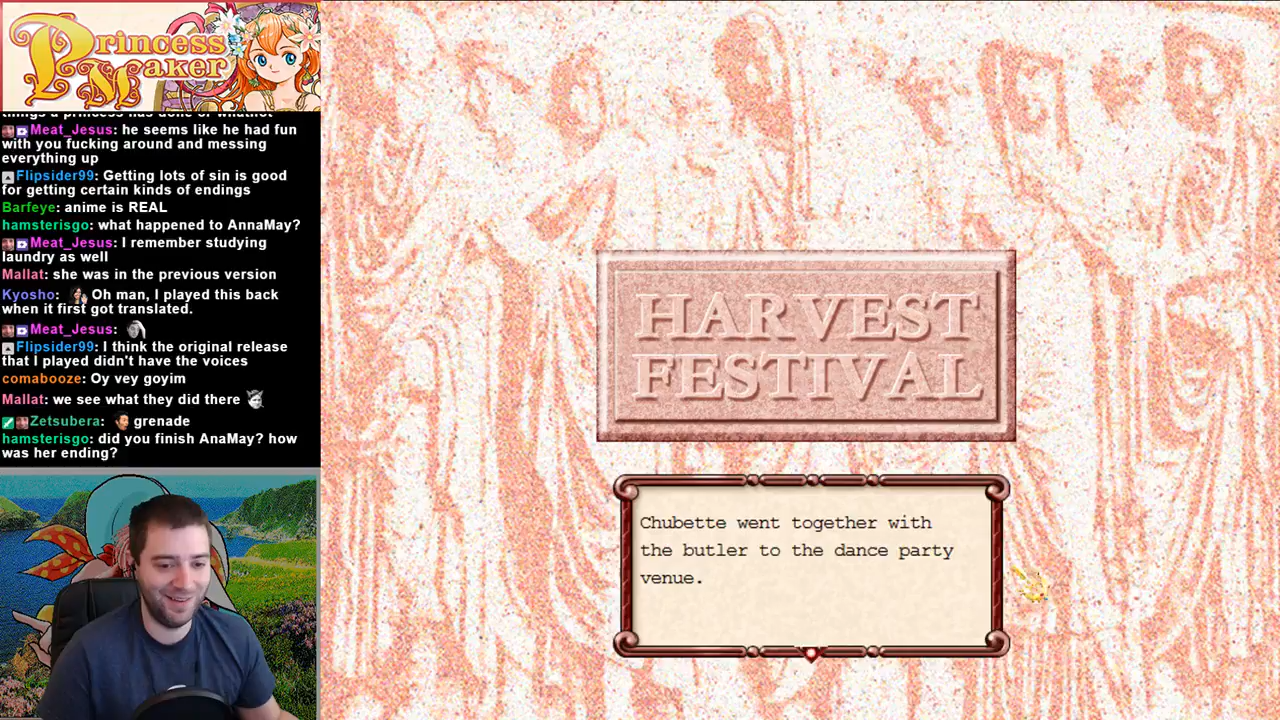 Princess
Maker
things a princess has done or whatnot
Meat_Jesus: he seems like he had fun
with you fucking around and messing
everything up
Flipsider99: Getting lots of sin is good
for getting certain kinds of endings
Barfeye: anime is REAL
hamsterisgo: what happened to AnnaMay?
Meat_Jesus: I remember studying
laundry as well
Mallat: she was in the previous version
Kyosho: Oh man, I played this back
when it first got translated.
Meat_Jesus:
Flipsider99: I think the original release
that I played didn't have the voices
comabooze: Oy vey goyim
Mallat: we see what they did there
Zetsubera: grenade
hamsterisgo: did you finish AnaMay? how
was her ending?
HARVEST
FESTIVAL
Chubette went together with
the butler to the dance party
venue.